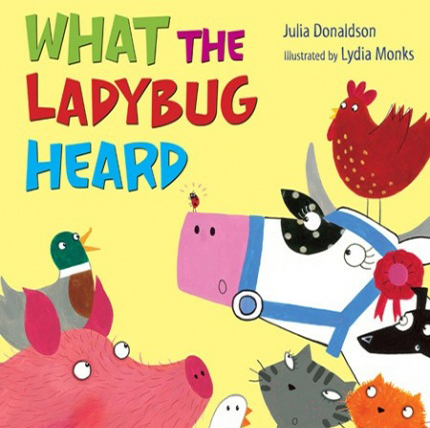 WHAT THE
LADYBUG
HEARD
Julia Donaldson
Illustrated by Lydia Monks